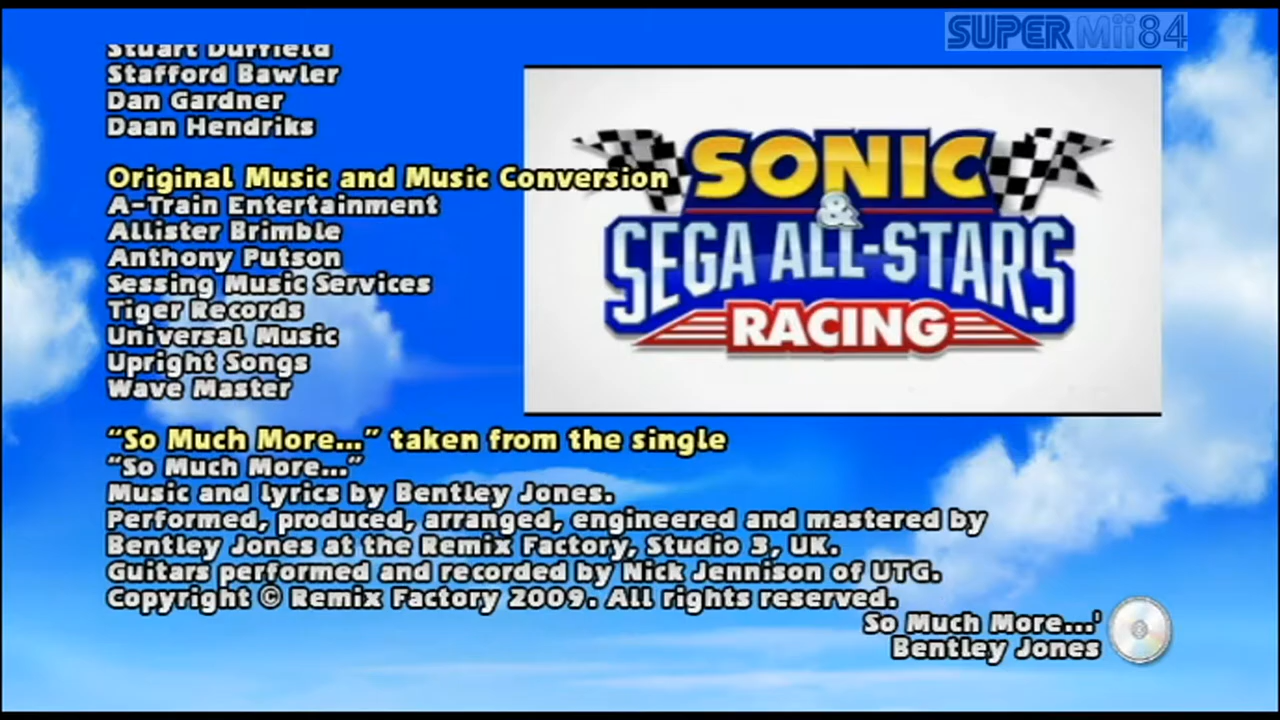 SUPERMii84
Stuart Duffield
Stafford Bawler
Dan Gardner
Daan Hendriks
SONIC
&
SEGA ALL-STARS
RACING
Original Music and Music Conversion
A-Train Entertainment
Allister Brimble
Anthony Putson
Sessing Music Services
Tiger Records
Universal Music
Upright Songs
Wave Master
“So Much More...” taken from the single
“So Much More...”
Music and lyrics by Bentley Jones.
Performed, produced, arranged, engineered and mastered by
Bentley Jones at the Remix Factory, Studio 3, UK.
Guitars performed and recorded by Nick Jennison of UTG.
Copyright © Remix Factory 2009. All rights reserved.
So Much More...'
Bentley Jones